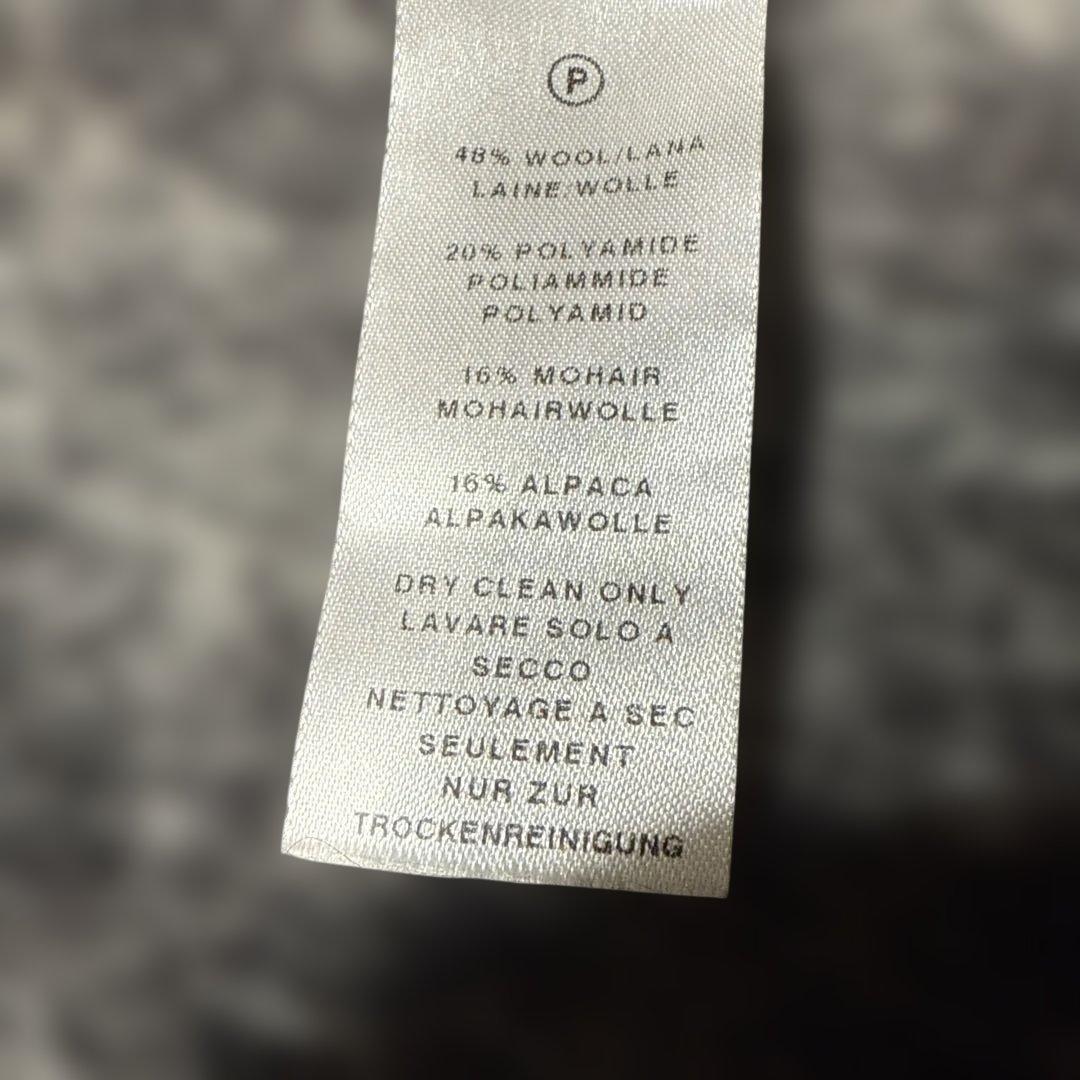 P
48% WOOL/LANA
LAINE/WOLLE
20% POLYAMIDE
POLIAMMIDE
POLYAMID
16% MOHAIR
MOHAIRWOLLE
16% ALPACA
ALPAKAWOLLE
DRY CLEAN ONLY
LAVARE SOLO A
SECCO
NETTOYAGE A SEC
SEULEMENT
NUR ZUR
TROCKENREINIGUNG